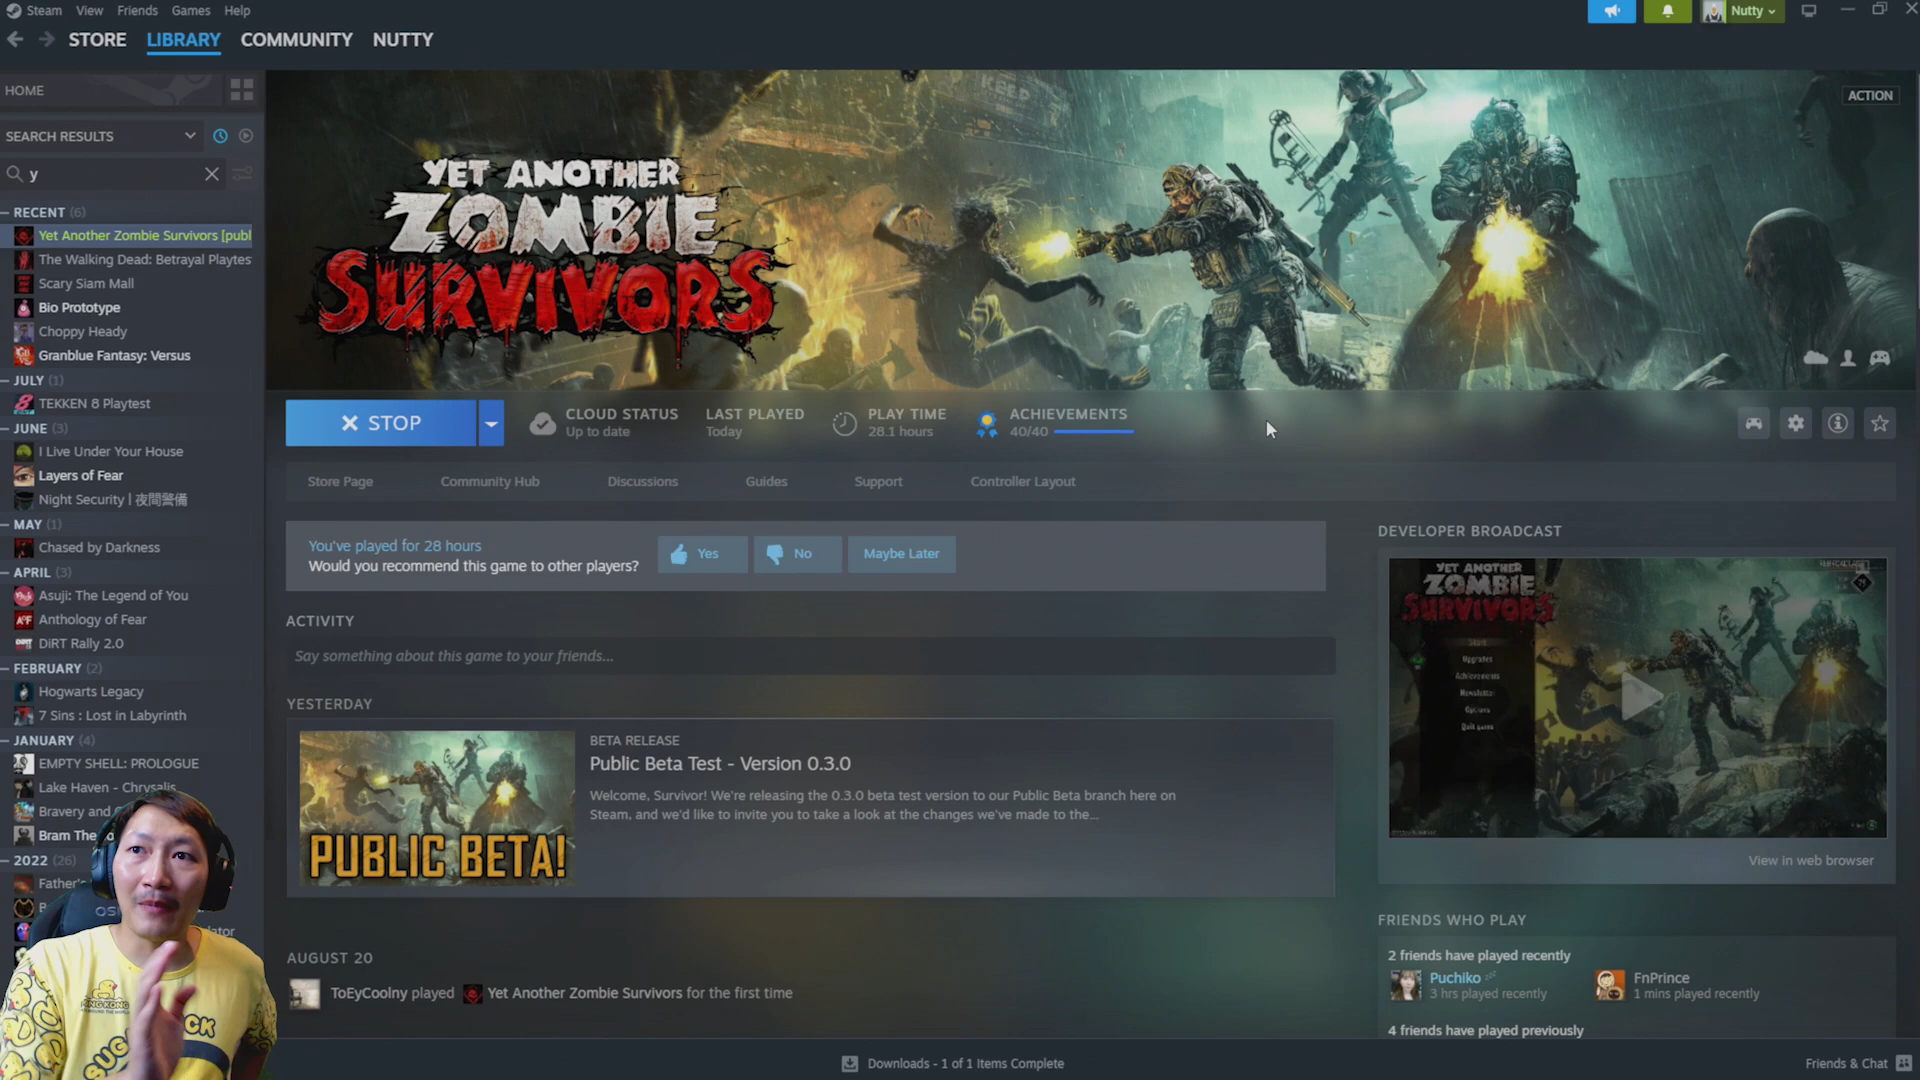 Steam View Friends Games Help
Nutty
STORE LIBRARY COMMUNITY NUTTY
HOME
SEARCH RESULTS
y
RECENT (6)
Yet Another Zombie Survivors [publ
The Walking Dead: Betrayal Playtes
Scary Siam Mall
Bio Prototype
Choppy Heady
Granblue Fantasy: Versus
JULY (1)
TEKKEN 8 Playtest
JUNE (3)
I Live Under Your House
Layers of Fear
Night Security | 夜間警備
MAY (1)
Chased by Darkness
APRIL (3)
Asuji: The Legend of You
Anthology of Fear
DiRT Rally 2.0
FEBRUARY (2)
Hogwarts Legacy
7 Sins : Lost in Labyrinth
JANUARY (4)
EMPTY SHELL: PROLOGUE
Lake Haven - Chrysalis
Bravery and
Bram The
2022 (26)
Father's
KEEP
ACTION
YET ANOTHER
ZOMBIE
SURVIVORS
STOP
CLOUD STATUS
Up to date
LAST PLAYED
Today
PLAY TIME
28.1 hours
ACHIEVEMENTS
40/40
Store Page Community Hub Discussions Guides Support Controller Layout
You've played for 28 hours
Would you recommend this game to other players?
Yes No Maybe Later
ACTIVITY
Say something about this game to your friends...
YESTERDAY
PUBLIC BETA!
BETA RELEASE
Public Beta Test - Version 0.3.0
Welcome, Survivor! We're releasing the 0.3.0 beta test version to our Public Beta branch here on
Steam, and we'd like to invite you to take a look at the changes we've made to the...
AUGUST 20
ToEyCoolny played Yet Another Zombie Survivors for the first time
DEVELOPER BROADCAST
YET ANOTHER
ZOMBIE
SURVIVORS
Start
Upgrades
Achievements
Newsletter
Options
Quit game
View in web browser
FRIENDS WHO PLAY
2 friends have played recently
Puchiko
3 hrs played recently
FnPrince
1 mins played recently
4 friends have played previously
Downloads - 1 of 1 Items Complete
Friends & Chat